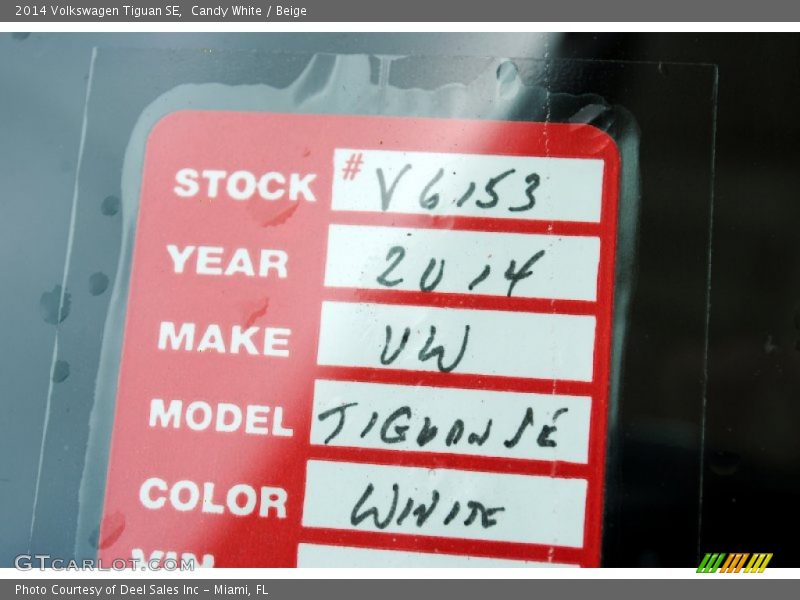 2014 Volkswagen Tiguan SE, Candy White / Beige
STOCK # V6153
YEAR 2014
MAKE VW
MODEL TIGUAN SE
COLOR WHITE
VIN
GTcarlot.com
Photo Courtesy of Deel Sales Inc - Miami, FL